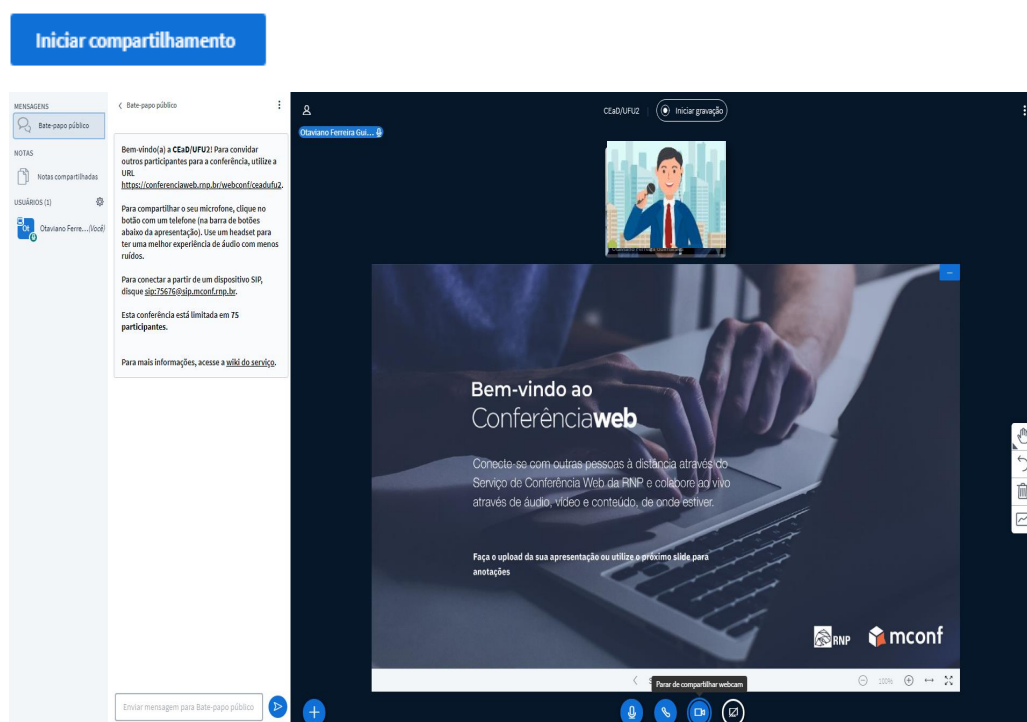 Iniciar compartilhamento
MENSAGENS
Bate-papo público
NOTAS
Notas compartilhadas
USUÁRIOS (1)
Ot
Otaviano Ferre... (Você)
Bate-papo público
Bem-vindo(a) a CEaD/UFU2! Para convidar
outros participantes para a conferência, utilize a
URL
https://conferenciaweb.rnp.br/webconf/ceadufu2.
Para compartilhar o seu microfone, clique no
botão com um telefone (na barra de botões
abaixo da apresentação). Use um headset para
ter uma melhor experiência de áudio com menos
ruídos.
Para conectar a partir de um dispositivo SIP,
disque sip:75676@sip.mconf.rnp.br.
Esta conferência está limitada em 75
participantes.
Para mais informações, acesse a wiki do serviço.
Enviar mensagem para Bate-papo público
CEaD/UFU2
Iniciar gravação
Otaviano Ferreira Gui...
Bem-vindo ao
Conferênciaweb
Conecte-se com outras pessoas à distância através do
Serviço de Conferência Web da RNP e colabore ao vivo
através de áudio, vídeo e conteúdo, de onde estiver.
Faça o upload da sua apresentação ou utilize o próximo slide para
anotações
RNP
mconf
100%
Parar de compartilhar webcam